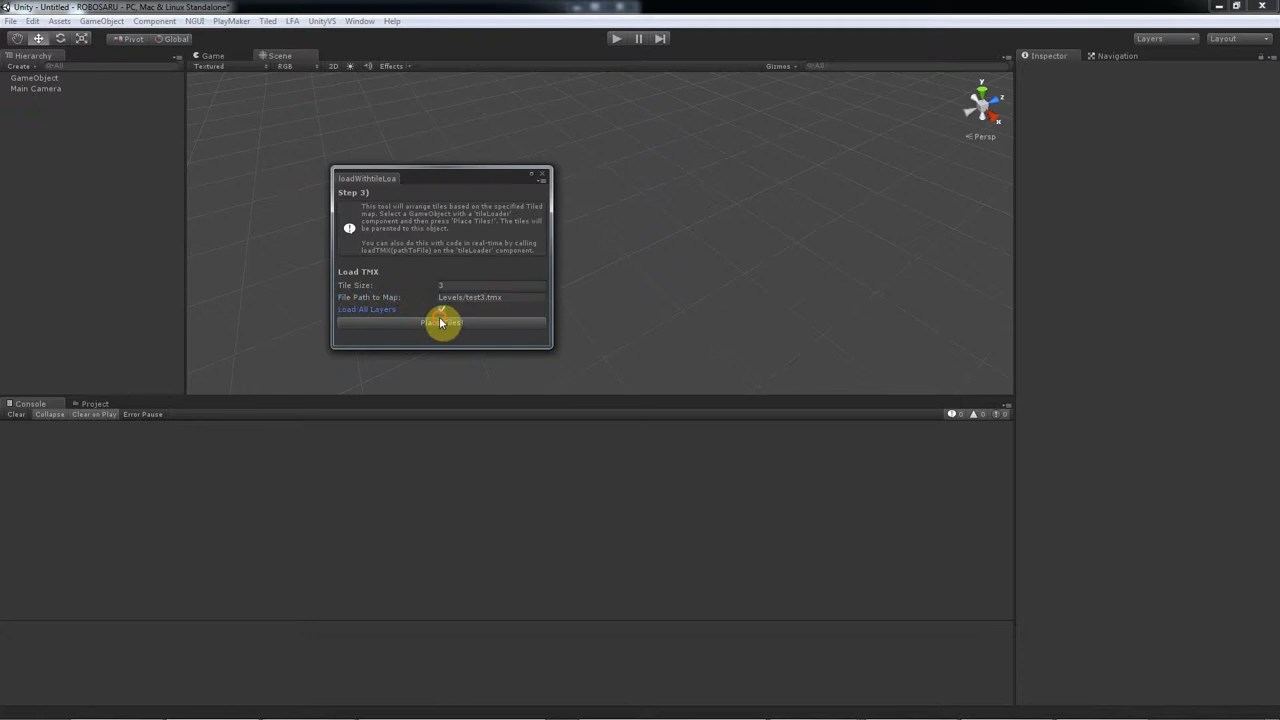 Unity - Untitled - ROBOSARU - PC, Mac & Linux Standalone*
File Edit Assets GameObject Component NGUI PlayMaker Tiled LFA UnityVS Window Help
Pivot Global Layers Layout
Hierarchy Game Scene Inspector Navigation
Create All Textured RGB 2D Effects Gizmos All
GameObject
Main Camera
y
z
x
Persp
loadWithtileLoa
Step 3)
This tool will arrange tiles based on the specified Tiled
map. Select a GameObject with a 'tileLoader'
component and then press 'Place Tiles!'. The tiles will
be parented to this object.
You can also do this with code in real-time by calling
loadTMX(pathToFile) on the 'tileLoader' component.
Load TMX
Tile Size: 3
File Path to Map: Levels/test3.tmx
Load All Layers
Place Tiles!
Console Project
Clear Collapse Clear on Play Error Pause 0 0 0